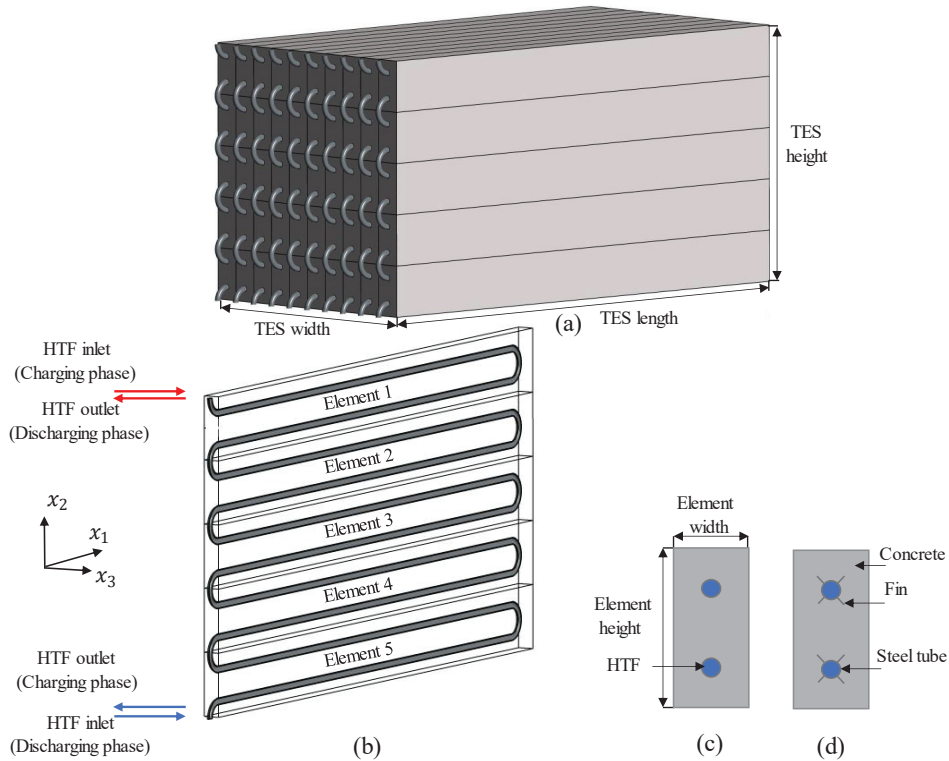 TES
height
TES width
TES length
(a)
HTF inlet
(Charging phase)
HTF outlet
(Discharging phase)
Element 1
Element 2
Element 3
Element 4
Element 5
x₂
x₁
x₃
HTF outlet
(Charging phase)
HTF inlet
(Discharging phase)
(b)
Element
width
Element
height
HTF
(c)
Concrete
Fin
Steel tube
(d)